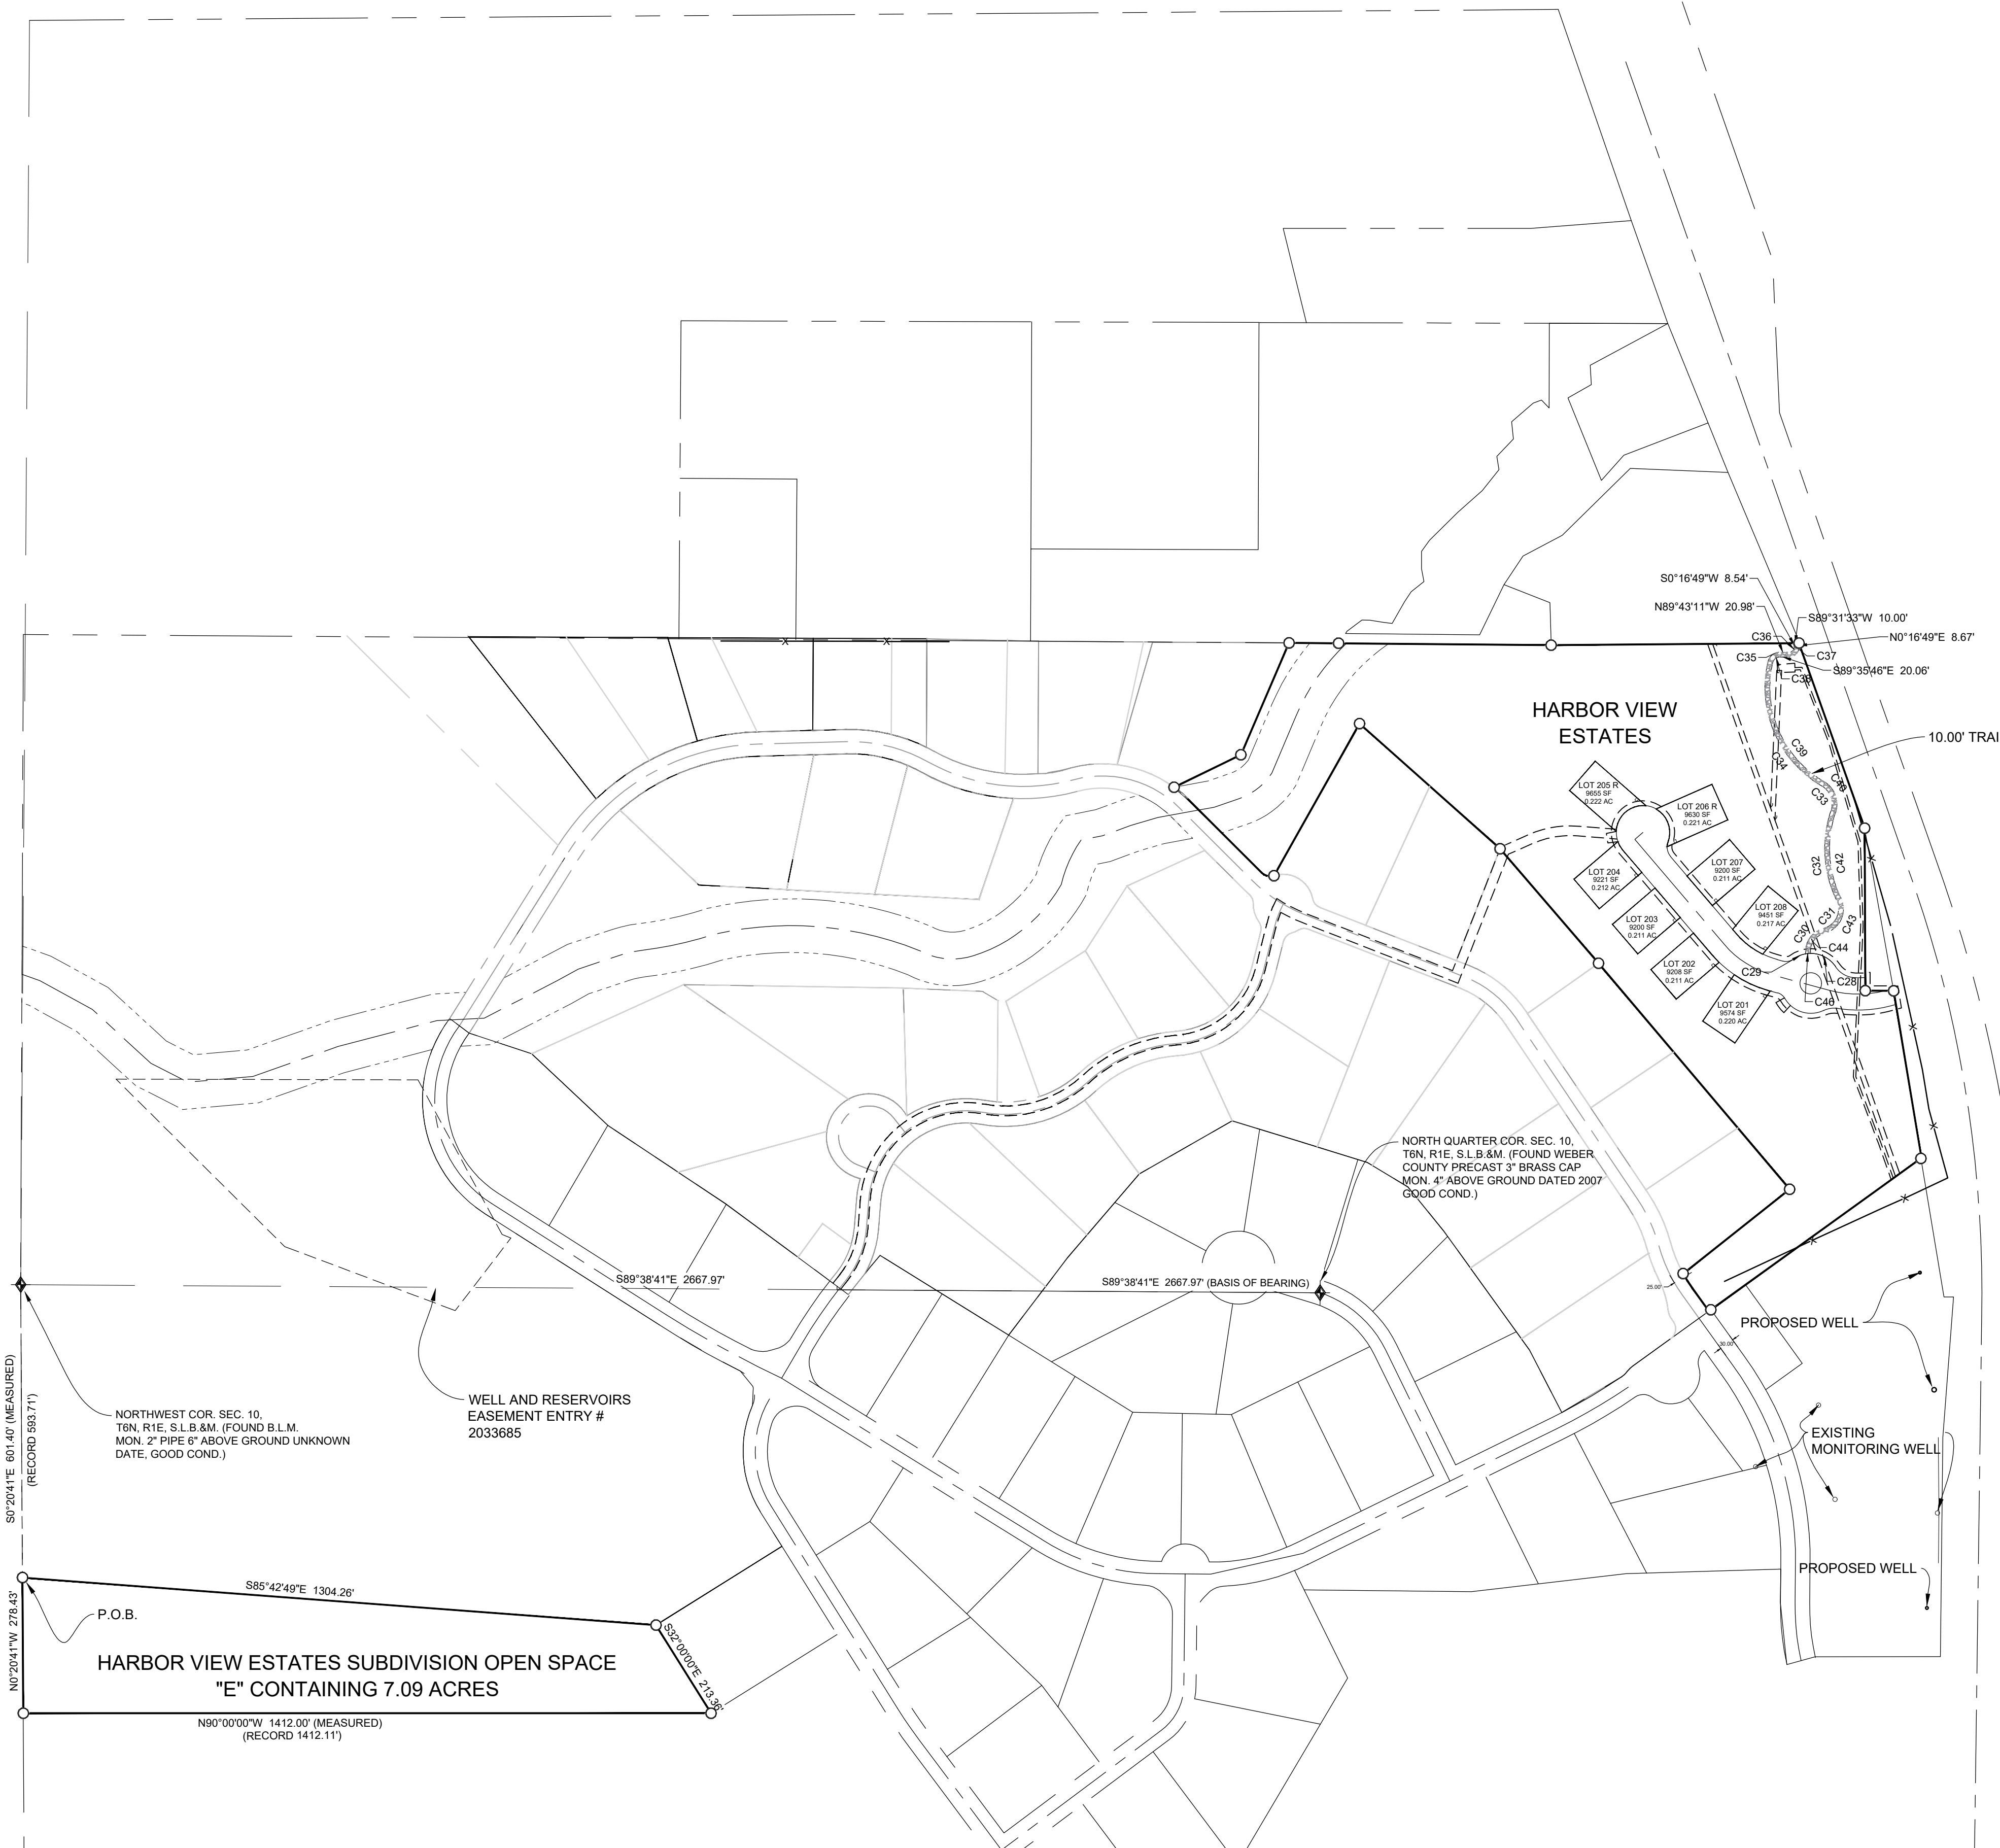 S0°16'49"W 8.54'
N89°43'11"W 20.98'
S89°31'33"W 10.00'
C36
N0°16'49"E 8.67'
C35
C37
S89°35'46"E 20.06'
C38
HARBOR VIEW
ESTATES
10.00' TRAI
C39
C34
C40
C33
LOT 205 R
9655 SF
0.222 AC
LOT 206 R
9630 SF
0.221 AC
LOT 204
9221 SF
0.212 AC
LOT 207
9200 SF
0.211 AC
C32
C42
LOT 203
9200 SF
0.211 AC
LOT 208
9451 SF
0.217 AC
C31
C43
C30
C44
LOT 202
9208 SF
0.211 AC
C29
C28
C46
LOT 201
9574 SF
0.220 AC
NORTH QUARTER COR. SEC. 10,
T6N, R1E, S.L.B.&M. (FOUND WEBER
COUNTY PRECAST 3" BRASS CAP
MON. 4" ABOVE GROUND DATED 2007
GOOD COND.)
S89°38'41"E 2667.97'
S89°38'41"E 2667.97' (BASIS OF BEARING)
25.00'
30.00'
PROPOSED WELL
WELL AND RESERVOIRS
EASEMENT ENTRY #
2033685
NORTHWEST COR. SEC. 10,
T6N, R1E, S.L.B.&M. (FOUND B.L.M.
MON. 2" PIPE 6" ABOVE GROUND UNKNOWN
DATE, GOOD COND.)
S0°20'41"E 601.40' (MEASURED)
(RECORD 593.71')
EXISTING
MONITORING WELL
PROPOSED WELL
S85°42'49"E 1304.26'
P.O.B.
N0°20'41"W 278.43'
S32°00'00"E 213.36'
HARBOR VIEW ESTATES SUBDIVISION OPEN SPACE
"E" CONTAINING 7.09 ACRES
N90°00'00"W 1412.00' (MEASURED)
(RECORD 1412.11')
X
X